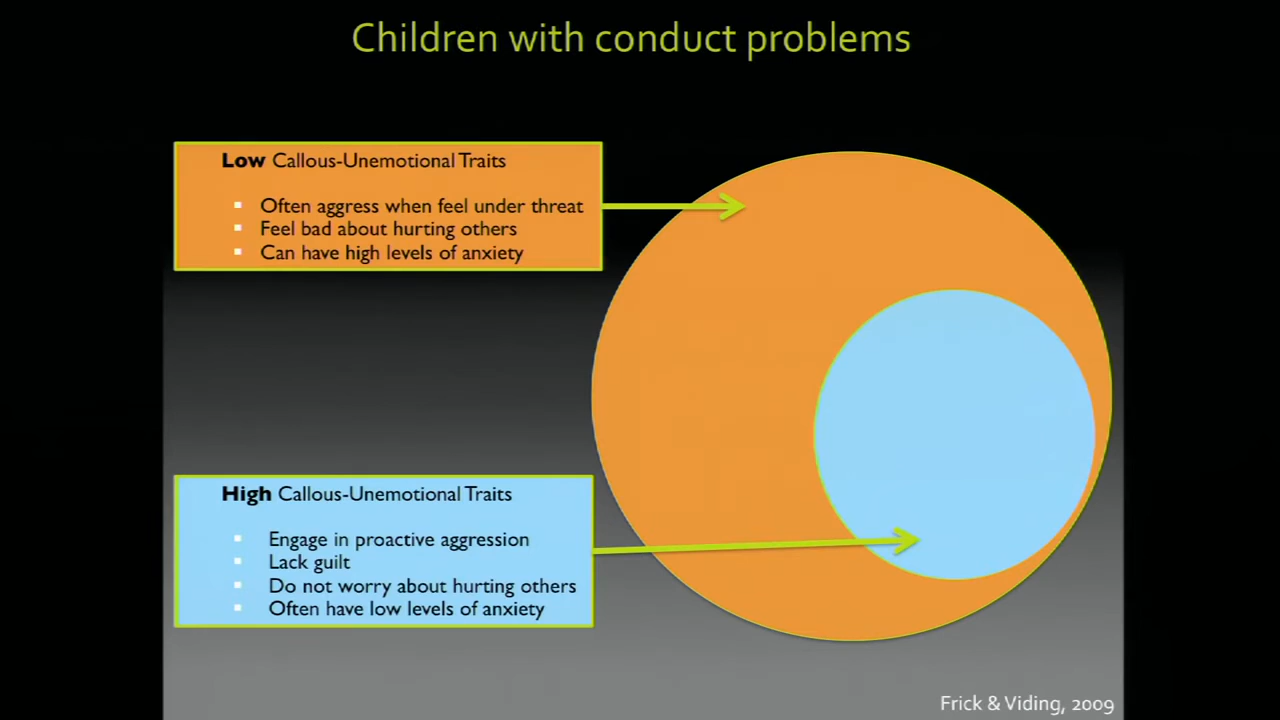 Children with conduct problems
Low Callous-Unemotional Traits
Often aggress when feel under threat
Feel bad about hurting others
Can have high levels of anxiety
High Callous-Unemotional Traits
Engage in proactive aggression
Lack guilt
Do not worry about hurting others
Often have low levels of anxiety
Frick & Viding, 2009